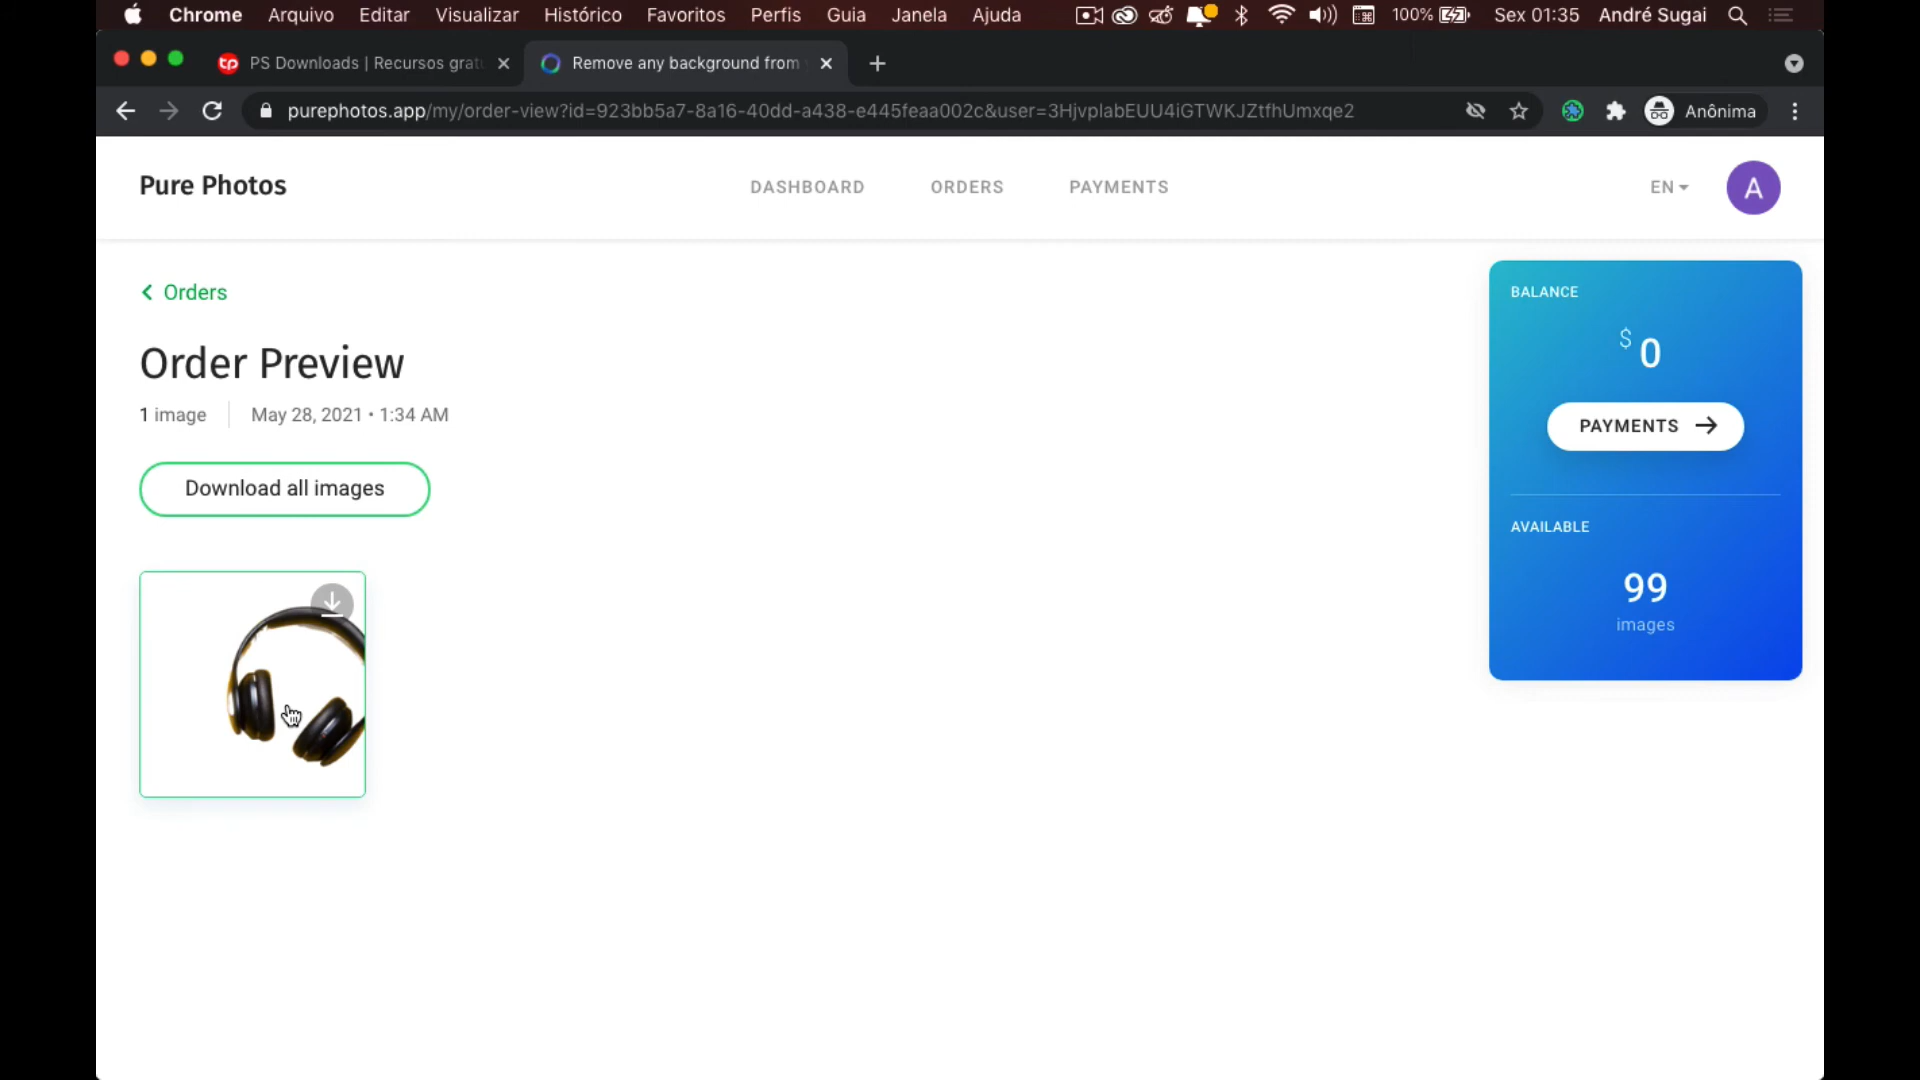 Chrome Arquivo Editar Visualizar Histórico Favoritos Perfis Guia Janela Ajuda 100% Sex 01:35 André Sugai
tp PS Downloads | Recursos grat Remove any background from
purephotos.app/my/order-view?id=923bb5a7-8a16-40dd-a438-e445feaa002c&user=3HjvplabEUU4iGTWKJZtfhUmxqe2 Anônima
Pure Photos DASHBOARD ORDERS PAYMENTS EN A
Orders
Order Preview
1 image May 28, 2021 • 1:34 AM
Download all images
BALANCE
$ 0
PAYMENTS
AVAILABLE
99
images